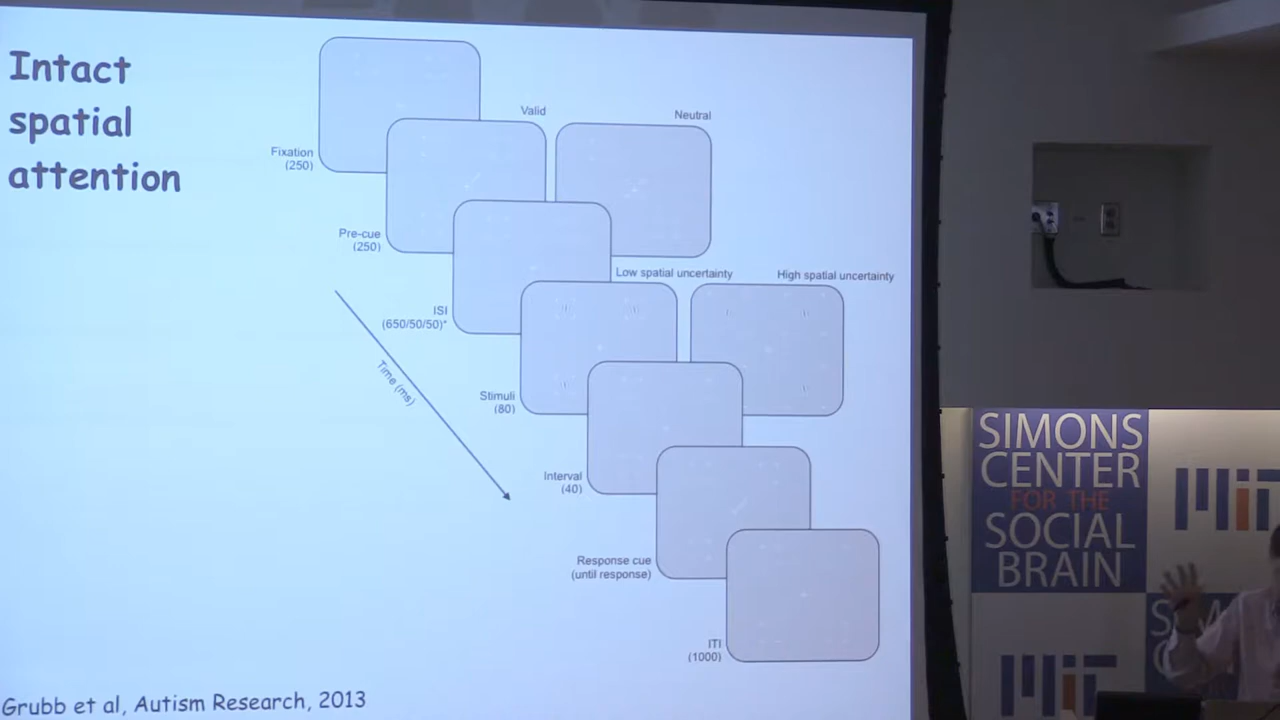 Intact
spatial
attention
Fixation
(250)
Valid
Neutral
Pre-cue
(250)
ISI
(650/50/50)*
Low spatial uncertainty
High spatial uncertainty
Time (ms)
Stimuli
(80)
Interval
(40)
Response cue
(until response)
ITI
(1000)
Grubb et al, Autism Research, 2013
SIMONS
CENTER
FOR THE
SOCIAL
BRAIN
MIT
MIT